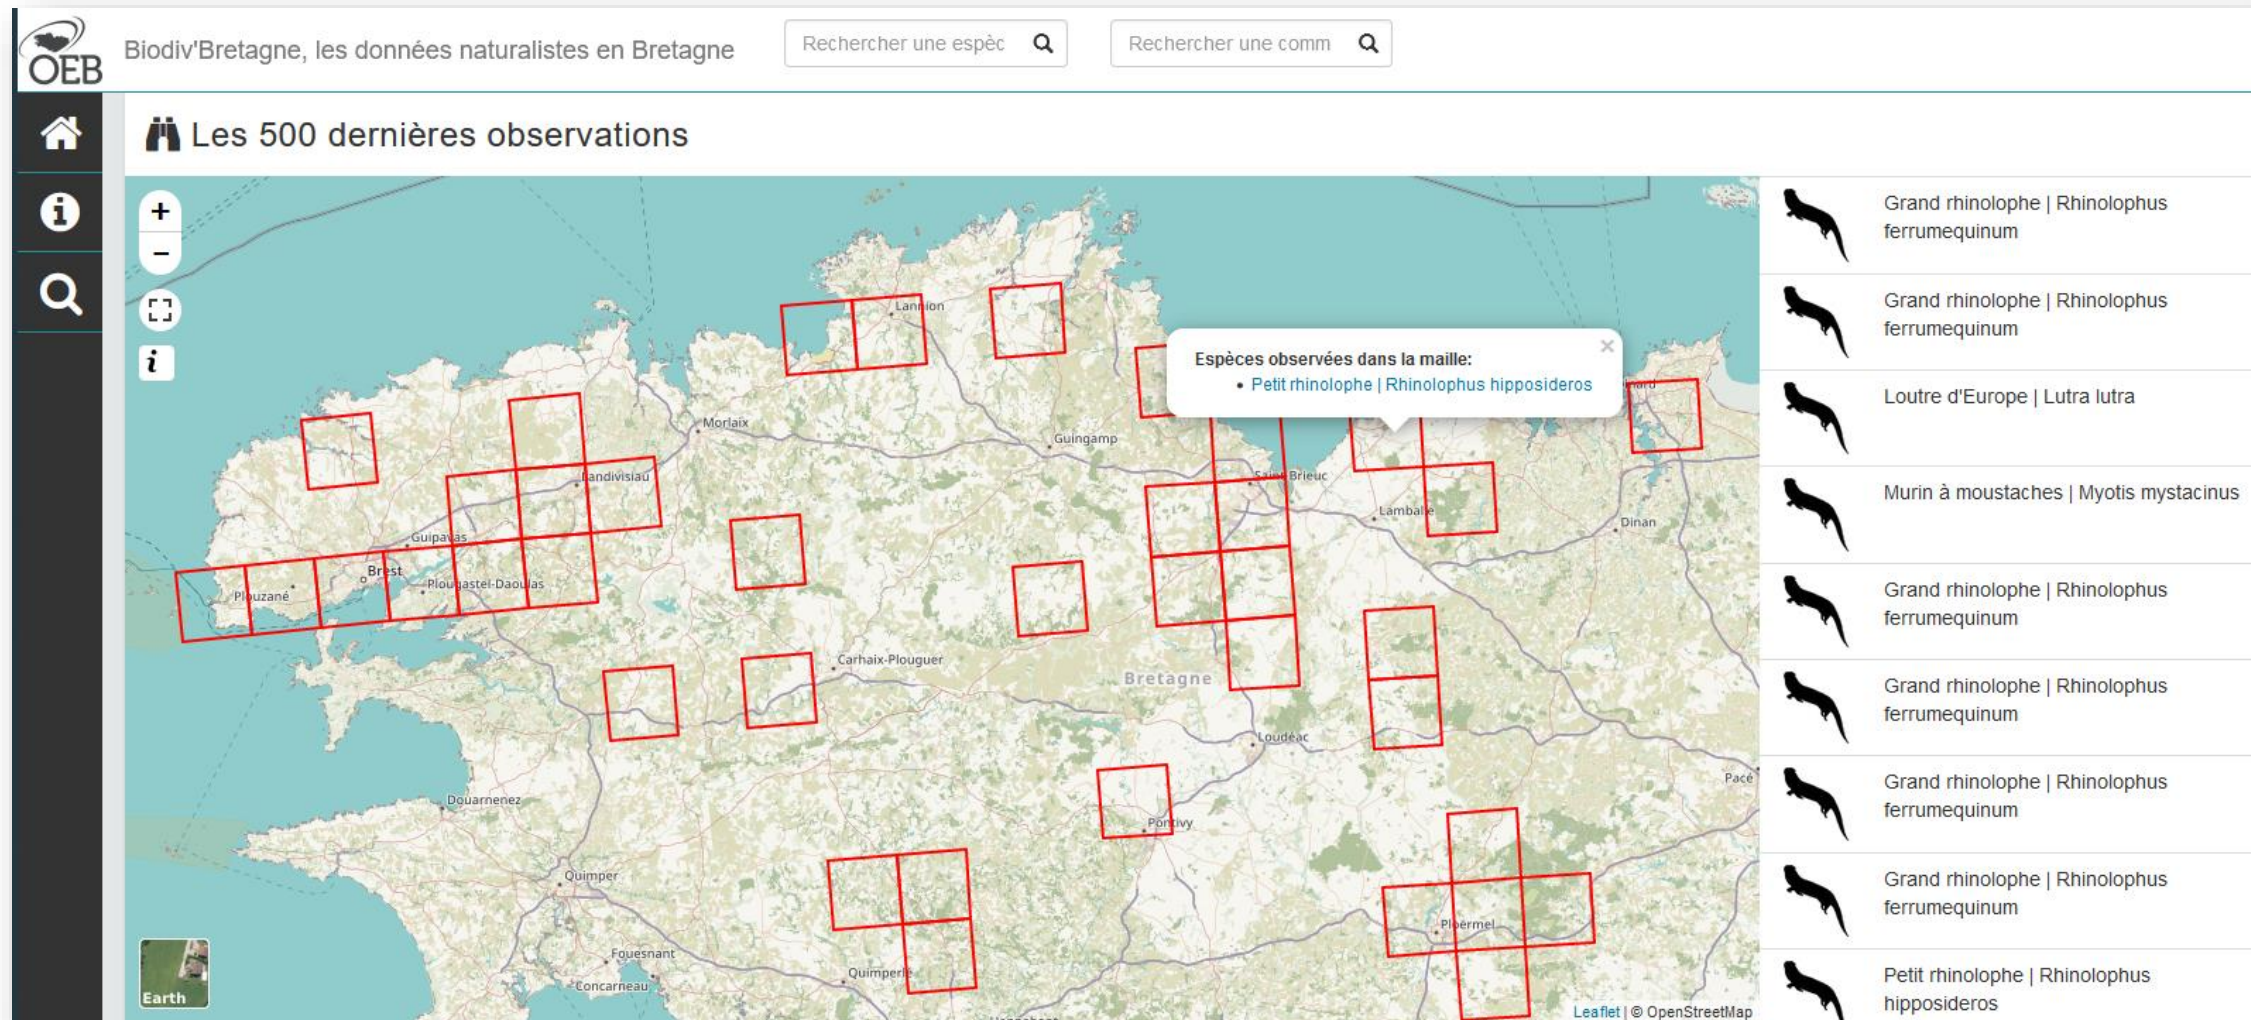 OEB
Biodiv'Bretagne, les données naturalistes en Bretagne
Rechercher une espèc
Rechercher une comm
Les 500 dernières observations
+
−
i
Lannion
Espèces observées dans la maille:
×
• Petit rhinolophe | Rhinolophus hipposideros
Morlaix
Guingamp
Landivisiau
Saint-Brieuc
Lamballe
Dinan
Guipavas
Brest
Plougastel-Daoulas
Plouzané
Carhaix-Plouguer
Bretagne
Loudéac
Pacé
Douarnenez
Pontivy
Quimper
Ploërmel
Fouesnant
Quimperlé
Concarneau
Earth
Leaflet | © OpenStreetMap
Grand rhinolophe | Rhinolophus
ferrumequinum
Grand rhinolophe | Rhinolophus
ferrumequinum
Loutre d'Europe | Lutra lutra
Murin à moustaches | Myotis mystacinus
Grand rhinolophe | Rhinolophus
ferrumequinum
Grand rhinolophe | Rhinolophus
ferrumequinum
Grand rhinolophe | Rhinolophus
ferrumequinum
Grand rhinolophe | Rhinolophus
ferrumequinum
Petit rhinolophe | Rhinolophus
hipposideros